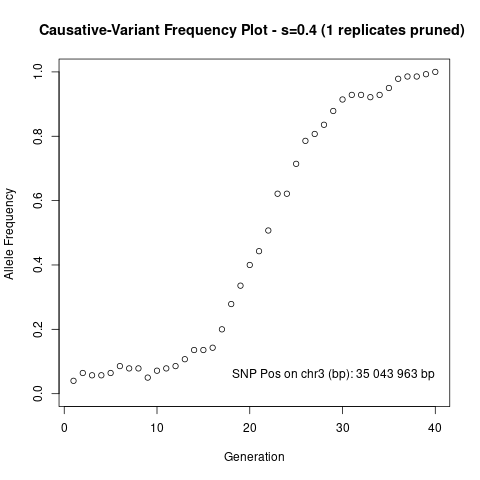 Causative-Variant Frequency Plot - s=0.4 (1 replicates pruned)
Allele Frequency
1.0
0.8
0.6
0.4
0.2
0.0
SNP Pos on chr3 (bp): 35 043 963 bp
0 10 20 30 40
Generation